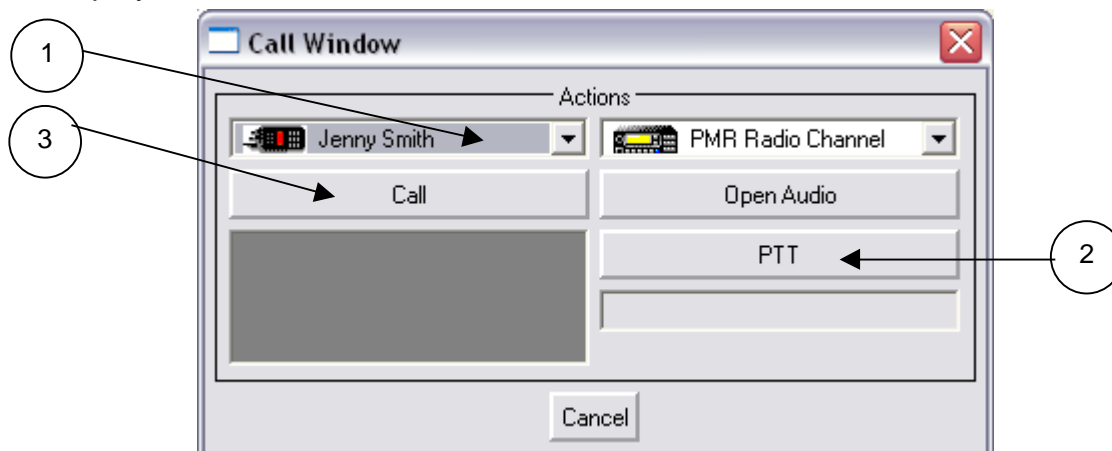 1
Call Window
Actions
3
Jenny Smith
PMR Radio Channel
Call
Open Audio
PTT
2
Cancel